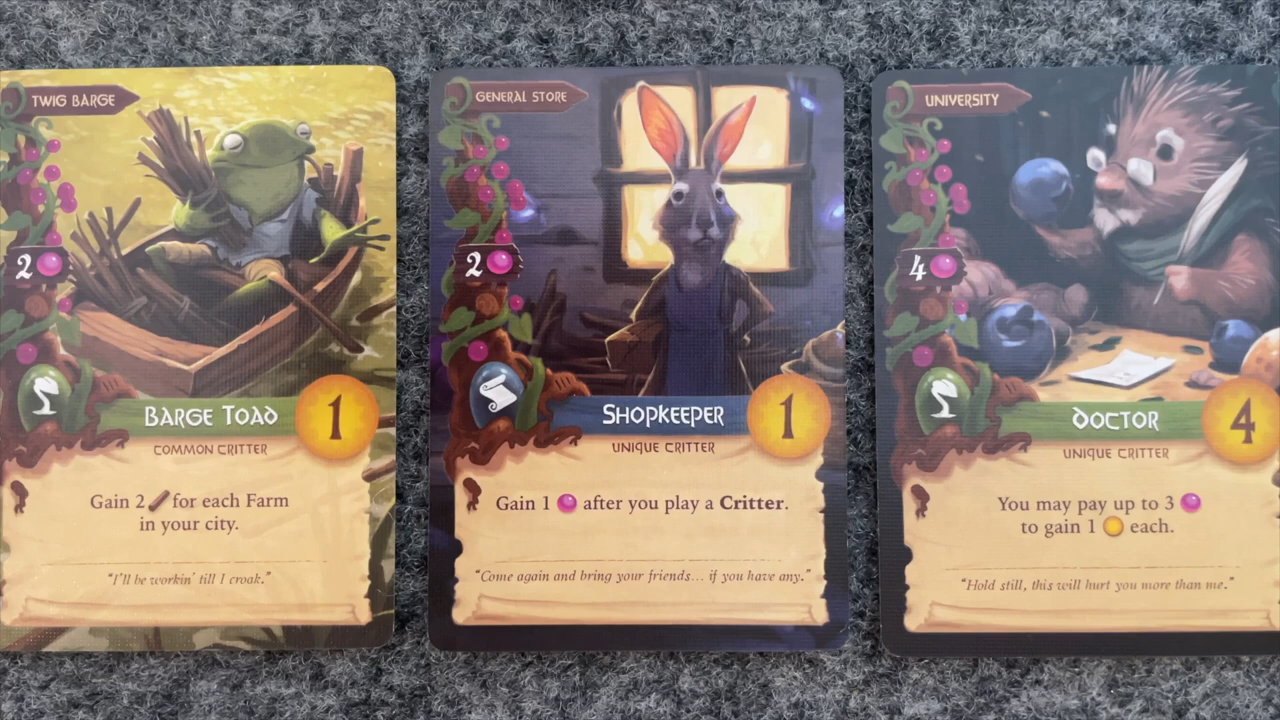 TWIG BARGE
2
BARGE TOAD
1
COMMON CRITTER
Gain 2 for each Farm
in your city.
"I'll be workin' till I croak."
GENERAL STORE
2
SHOPKEEPER
1
UNIQUE CRITTER
Gain 1 after you play a Critter.
"Come again and bring your friends... if you have any."
UNIVERSITY
4
DOCTOR
4
UNIQUE CRITTER
You may pay up to 3
to gain 1 each.
"Hold still, this will hurt you more than me."